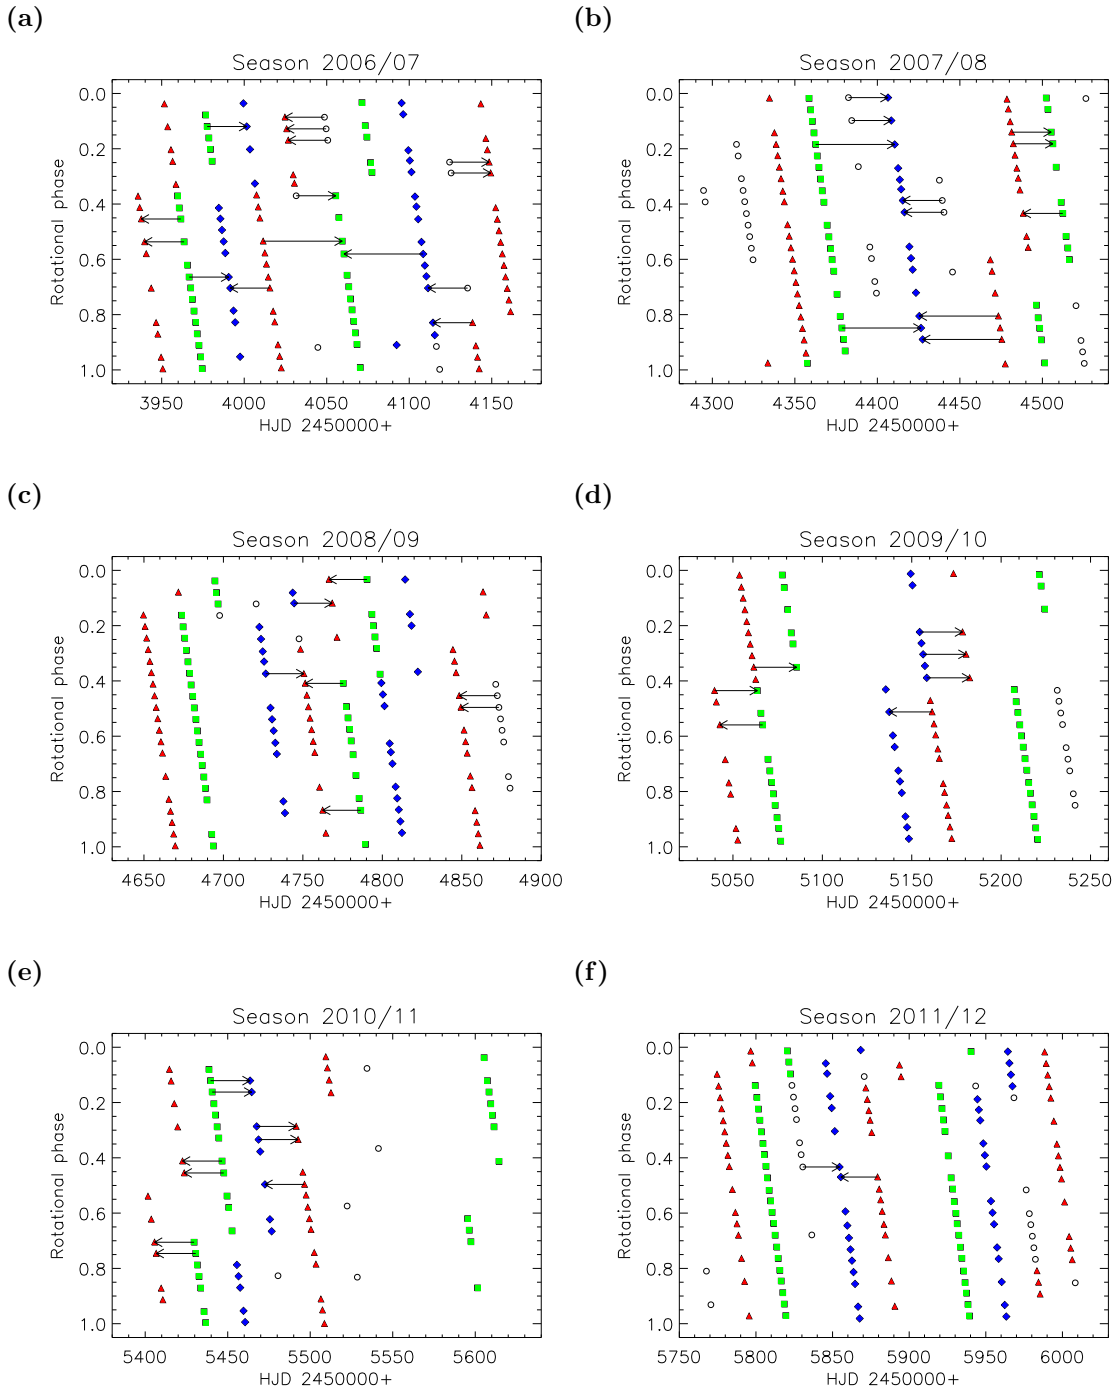 (a)
Season 2006/07
0.0
0.2
0.4
0.6
0.8
1.0
Rotational phase
3950 4000 4050 4100 4150
HJD 2450000+
(b)
Season 2007/08
0.0
0.2
0.4
0.6
0.8
1.0
Rotational phase
4300 4350 4400 4450 4500
HJD 2450000+
(c)
Season 2008/09
0.0
0.2
0.4
0.6
0.8
1.0
Rotational phase
4650 4700 4750 4800 4850 4900
HJD 2450000+
(d)
Season 2009/10
0.0
0.2
0.4
0.6
0.8
1.0
Rotational phase
5050 5100 5150 5200 5250
HJD 2450000+
(e)
Season 2010/11
0.0
0.2
0.4
0.6
0.8
1.0
Rotational phase
5400 5450 5500 5550 5600
HJD 2450000+
(f)
Season 2011/12
0.0
0.2
0.4
0.6
0.8
1.0
Rotational phase
5750 5800 5850 5900 5950 6000
HJD 2450000+